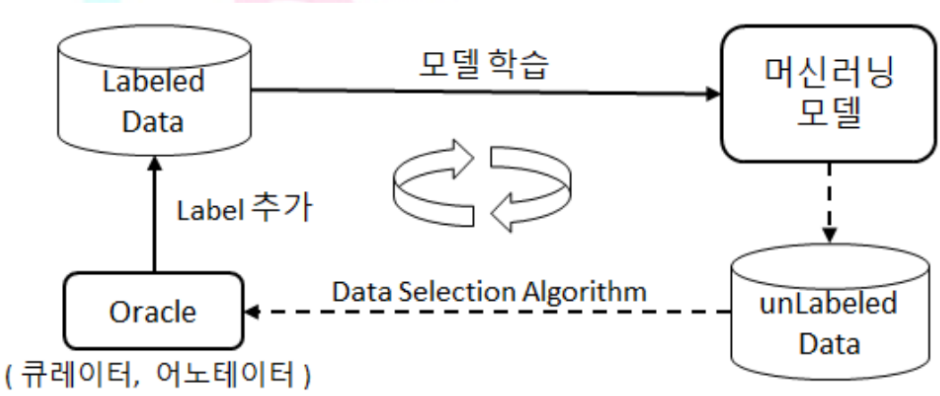 Labeled
Data
모델 학습
머신러닝
모델
Label 추가
Data Selection Algorithm
Oracle
unLabeled
Data
( 큐레이터, 어노테이터 )